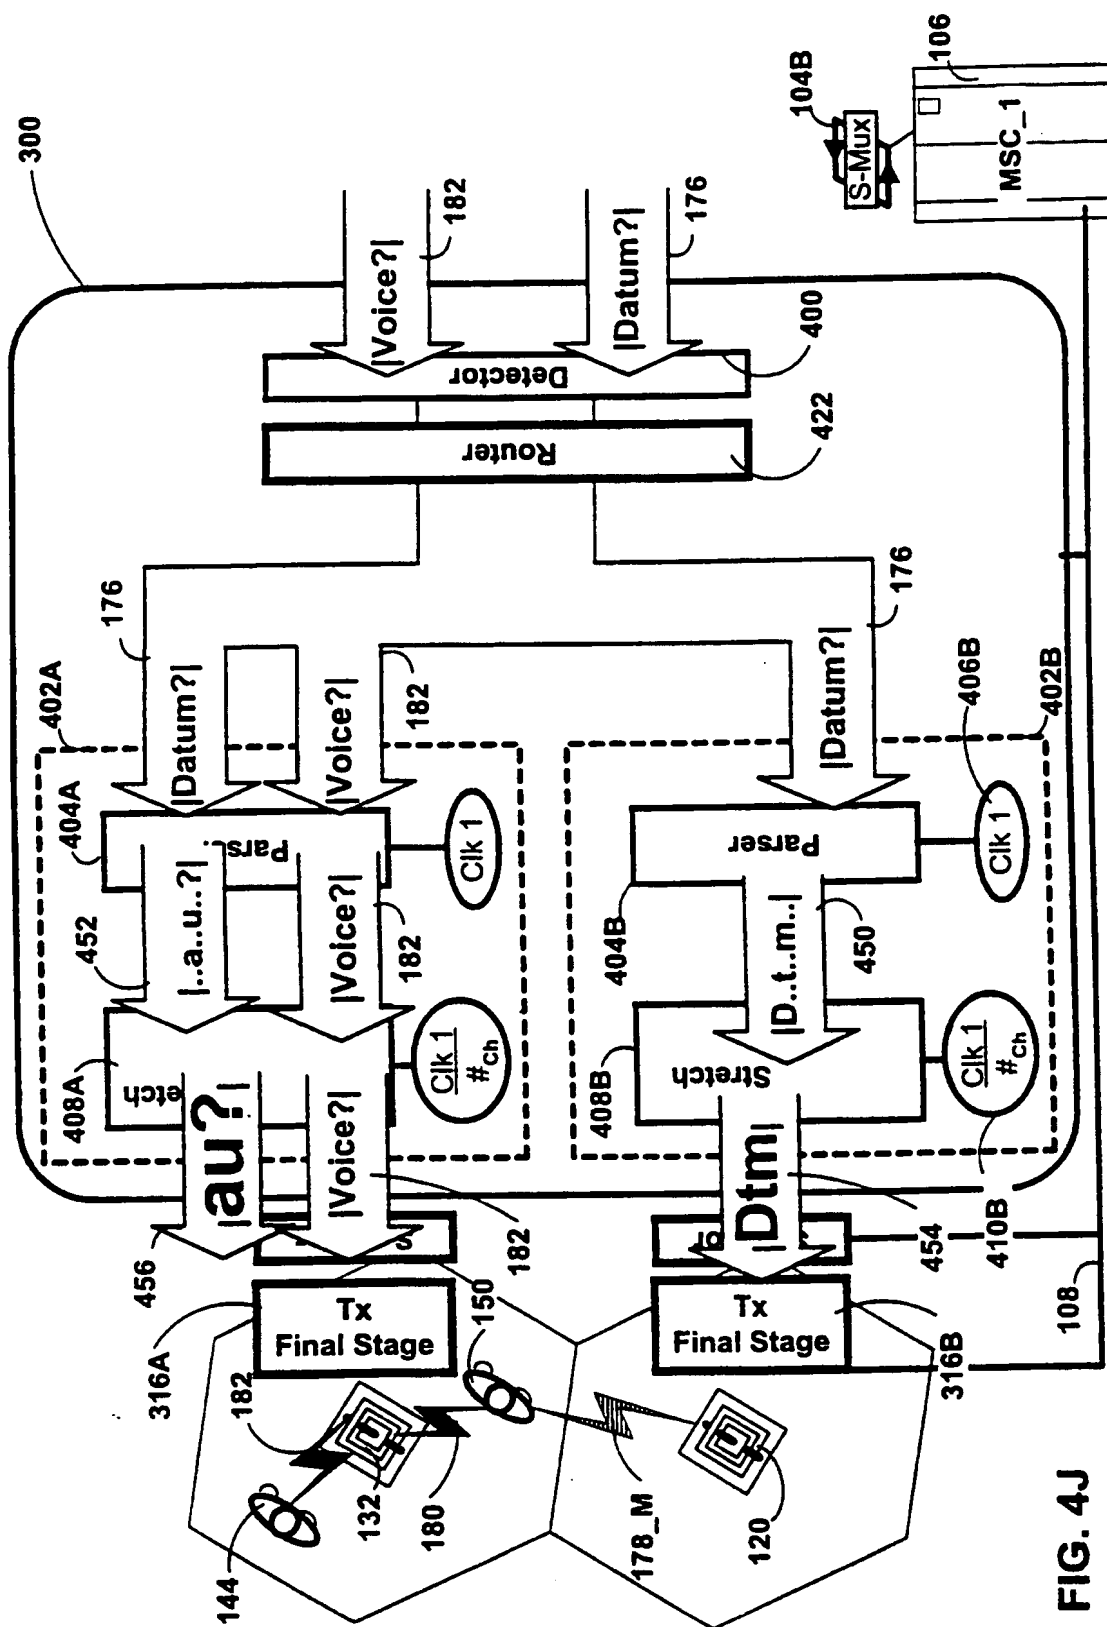 300
182
|Voice?|
176
|Datum?|
104B
S-Mux
106
MSC_1
Detector
400
Router
422
176
|Datum?|
402A
182
|Voice?|
176
|Datum?|
406B
402B
404A
Pars
Clk 1
Parser
404B
Clk 1
452
|..a..u..?|
|Voice?|
182
|D..t..m..|
450
408A
etch
Clk 1
#Ch
408B
Stretch
Clk 1
#Ch
410B
|au?|
|Voice?|
456
182
S
|Dtm|
454
316A
Tx
Final Stage
150
Tx
Final Stage
316B
108
182
144
132
180
178_M
120
FIG. 4J